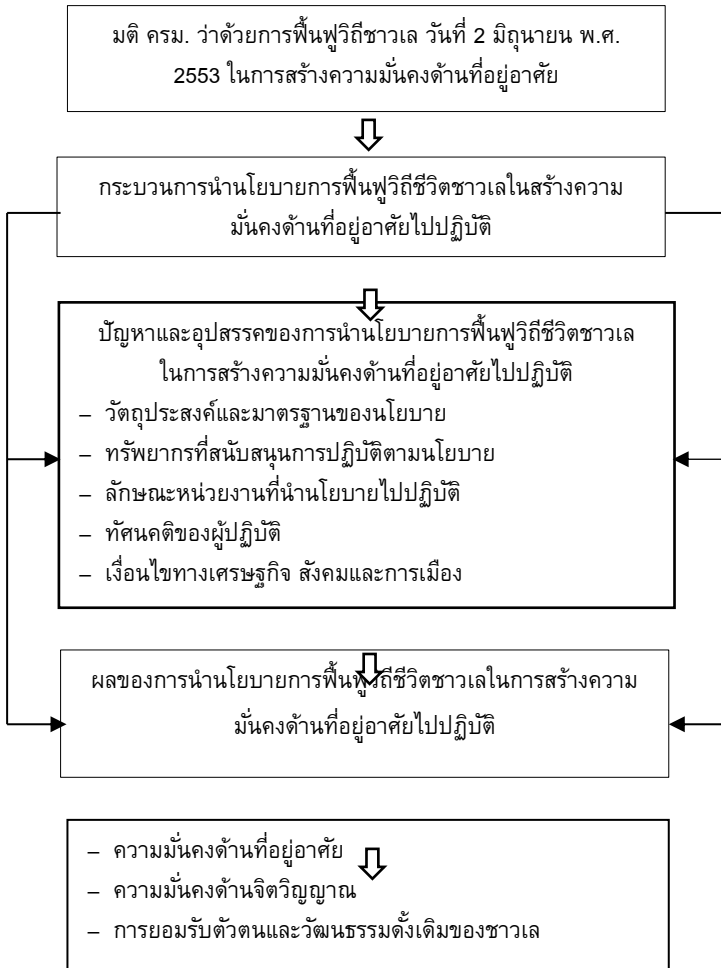 มติ ครม. ว่าด้วยการฟื้นฟูวิถีชาวเล วันที่ 2 มิถุนายน พ.ศ.
2553 ในการสร้างความมั่นคงด้านที่อยู่อาศัย
กระบวนการนำนโยบายการฟื้นฟูวิถีชีวิตชาวเลในสร้างความ
มั่นคงด้านที่อยู่อาศัยไปปฏิบัติ
ปัญหาและอุปสรรคของการนำนโยบายการฟื้นฟูวิถีชีวิตชาวเล
ในการสร้างความมั่นคงด้านที่อยู่อาศัยไปปฏิบัติ
– วัตถุประสงค์และมาตรฐานของนโยบาย
– ทรัพยากรที่สนับสนุนการปฏิบัติตามนโยบาย
– ลักษณะหน่วยงานที่นำนโยบายไปปฏิบัติ
– ทัศนคติของผู้ปฏิบัติ
– เงื่อนไขทางเศรษฐกิจ สังคมและการเมือง
ผลของการนำนโยบายการฟื้นฟูวิถีชีวิตชาวเลในการสร้างความ
มั่นคงด้านที่อยู่อาศัยไปปฏิบัติ
– ความมั่นคงด้านที่อยู่อาศัย
– ความมั่นคงด้านจิตวิญญาณ
– การยอมรับตัวตนและวัฒนธรรมดั้งเดิมของชาวเล